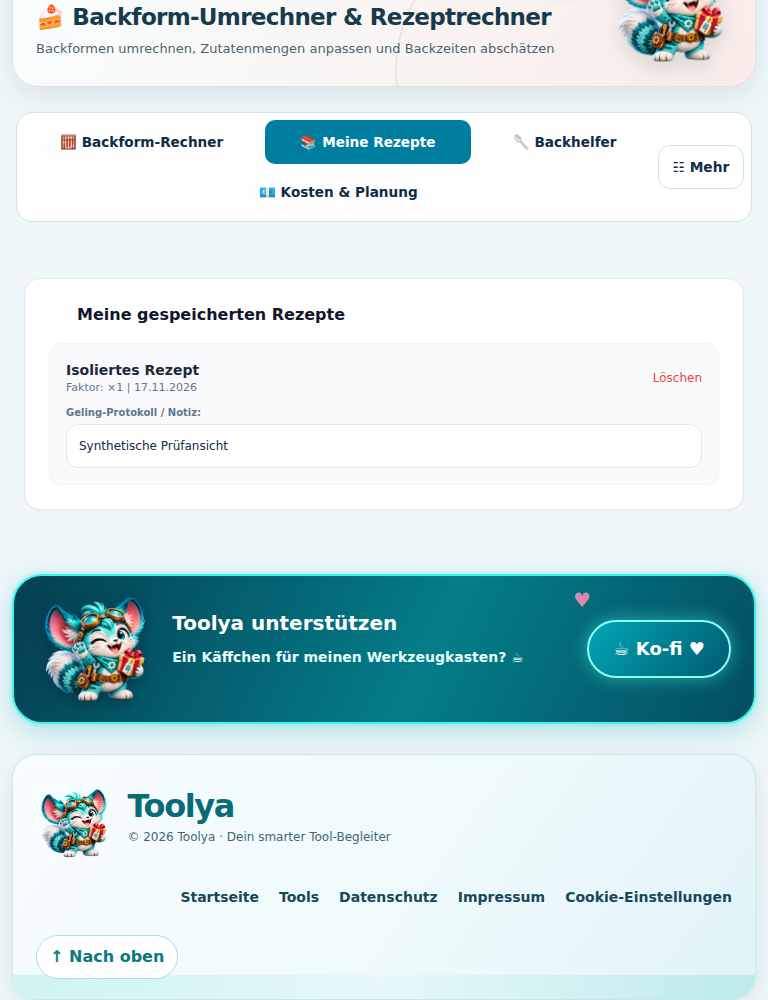 🍰 Backform-Umrechner & Rezeptrechner
Backformen umrechnen, Zutatenmengen anpassen und Backzeiten abschätzen
🧮 Backform-Rechner
📚 Meine Rezepte
🥄 Backhelfer
💶 Kosten & Planung
☷ Mehr
Meine gespeicherten Rezepte
Isoliertes Rezept
Faktor: ×1 | 17.11.2026
Löschen
Geling-Protokoll / Notiz:
Synthetische Prüfansicht
Toolya unterstützen
Ein Käffchen für meinen Werkzeugkasten? ☕
☕ Ko-fi ♥
Toolya
© 2026 Toolya · Dein smarter Tool-Begleiter
Startseite Tools Datenschutz Impressum Cookie-Einstellungen
↑ Nach oben